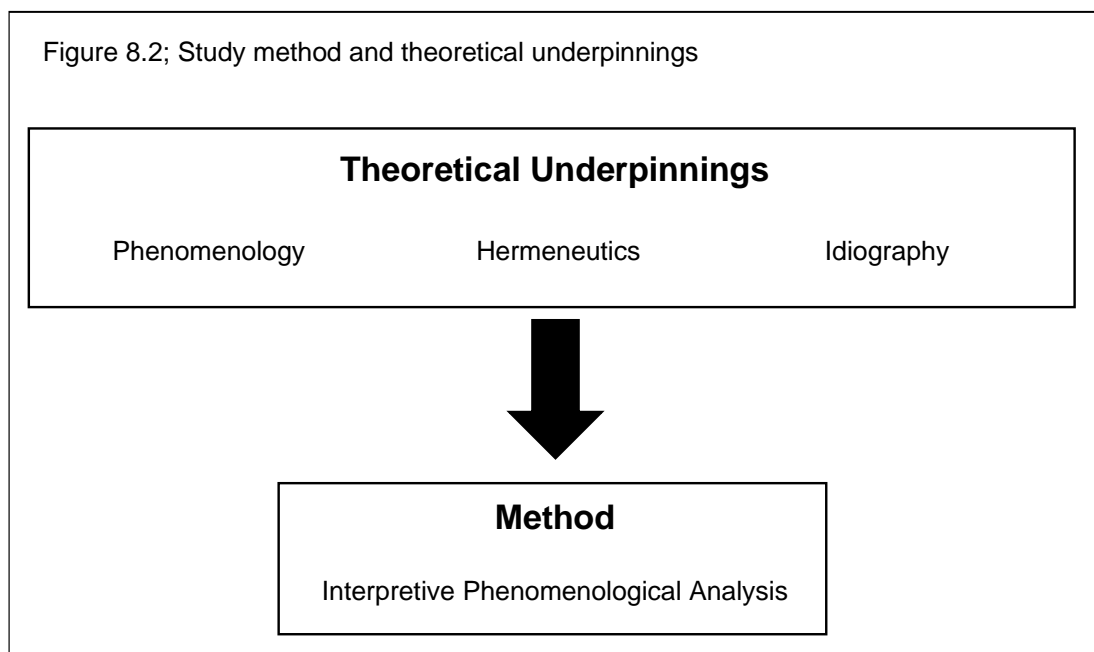 Figure 8.2; Study method and theoretical underpinnings
Theoretical Underpinnings
Phenomenology Hermeneutics Idiography
Method
Interpretive Phenomenological Analysis